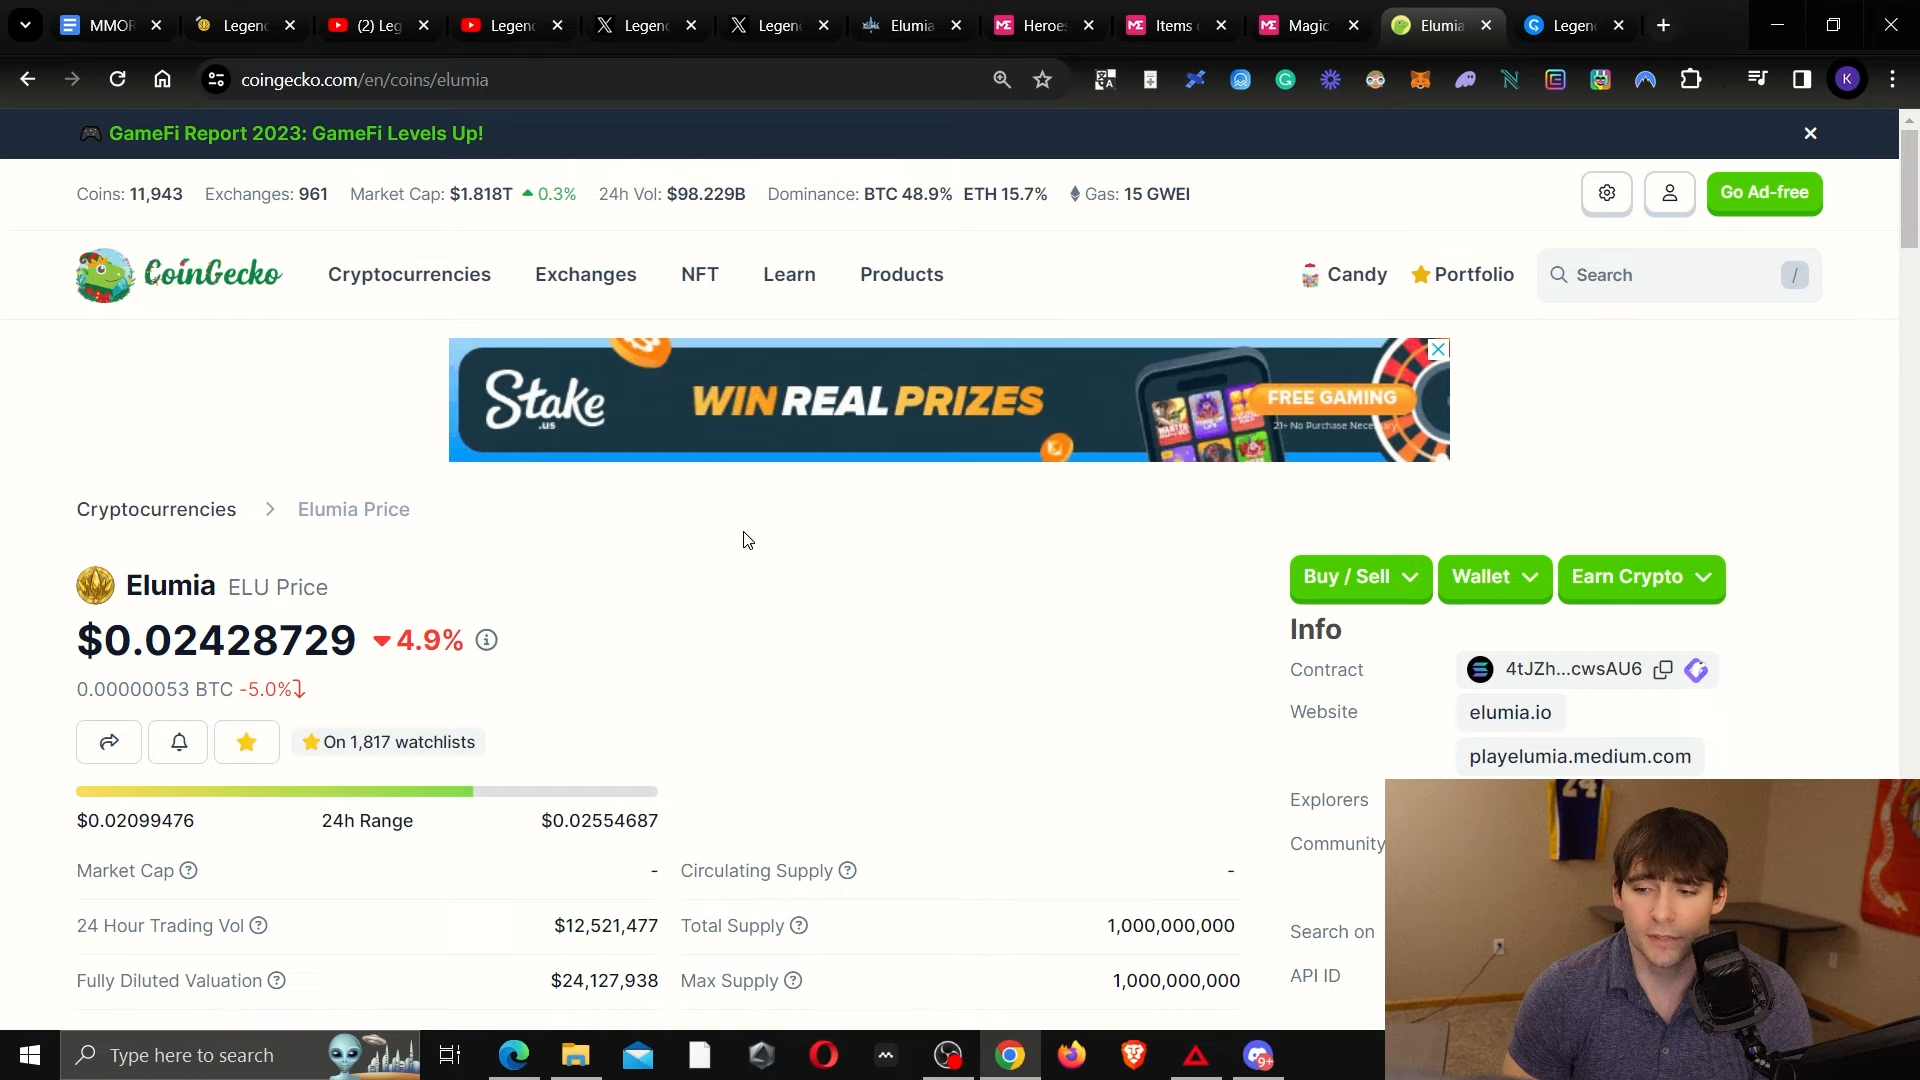 MMOR
Legend
(2) Leg
Legend
Legend
Legend
Elumia
Heroes
Items
Magic
Elumia
Legend
coingecko.com/en/coins/elumia
K
GameFi Report 2023: GameFi Levels Up!
Coins: 11,943 Exchanges: 961 Market Cap: $1.818T 0.3% 24h Vol: $98.229B Dominance: BTC 48.9% ETH 15.7% Gas: 15 GWEI
Go Ad-free
CoinGecko Cryptocurrencies Exchanges NFT Learn Products Candy Portfolio Search /
Stake
.us
WIN REAL PRIZES
FREE GAMING
21+ No Purchase Necessary
Cryptocurrencies > Elumia Price
Elumia ELU Price
$0.02428729 4.9%
0.00000053 BTC -5.0%
On 1,817 watchlists
$0.02099476 24h Range $0.02554687
Market Cap - Circulating Supply -
24 Hour Trading Vol $12,521,477 Total Supply 1,000,000,000
Fully Diluted Valuation $24,127,938 Max Supply 1,000,000,000
Buy / Sell Wallet Earn Crypto
Info
Contract 4tJZh...cwsAU6
Website elumia.io
playelumia.medium.com
Explorers
Community
Search on
API ID
24
Type here to search
9+